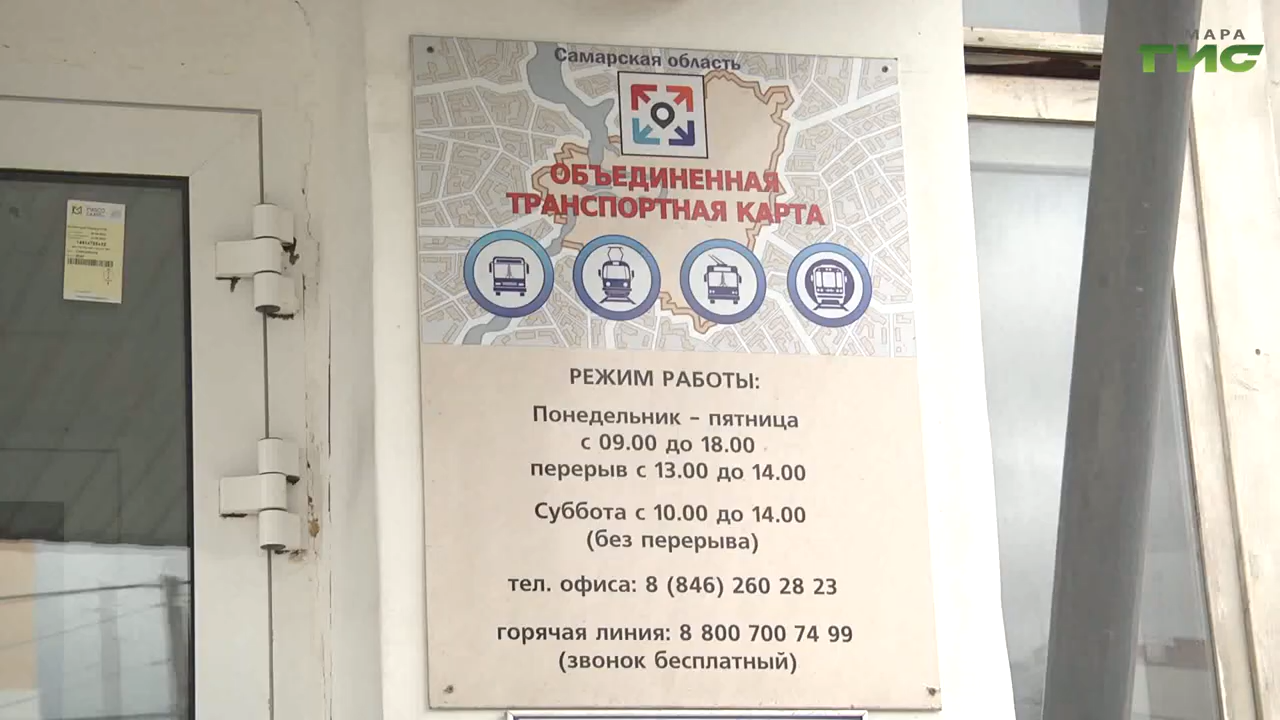 Самарская область
ОБЪЕДИНЕННАЯ
ТРАНСПОРТНАЯ КАРТА
РЕЖИМ РАБОТЫ:
Понедельник – пятница
с 09.00 до 18.00
перерыв с 13.00 до 14.00
Суббота с 10.00 до 14.00
(без перерыва)
тел. офиса: 8 (846) 260 28 23
горячая линия: 8 800 700 74 99
(звонок бесплатный)
МАРА
ГИС